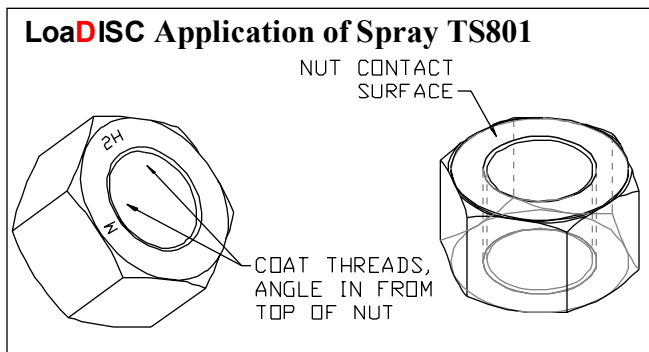 LoaDISC Application of Spray TS801
NUT CONTACT
SURFACE
2H
M
COAT THREADS,
ANGLE IN FROM
TOP OF NUT